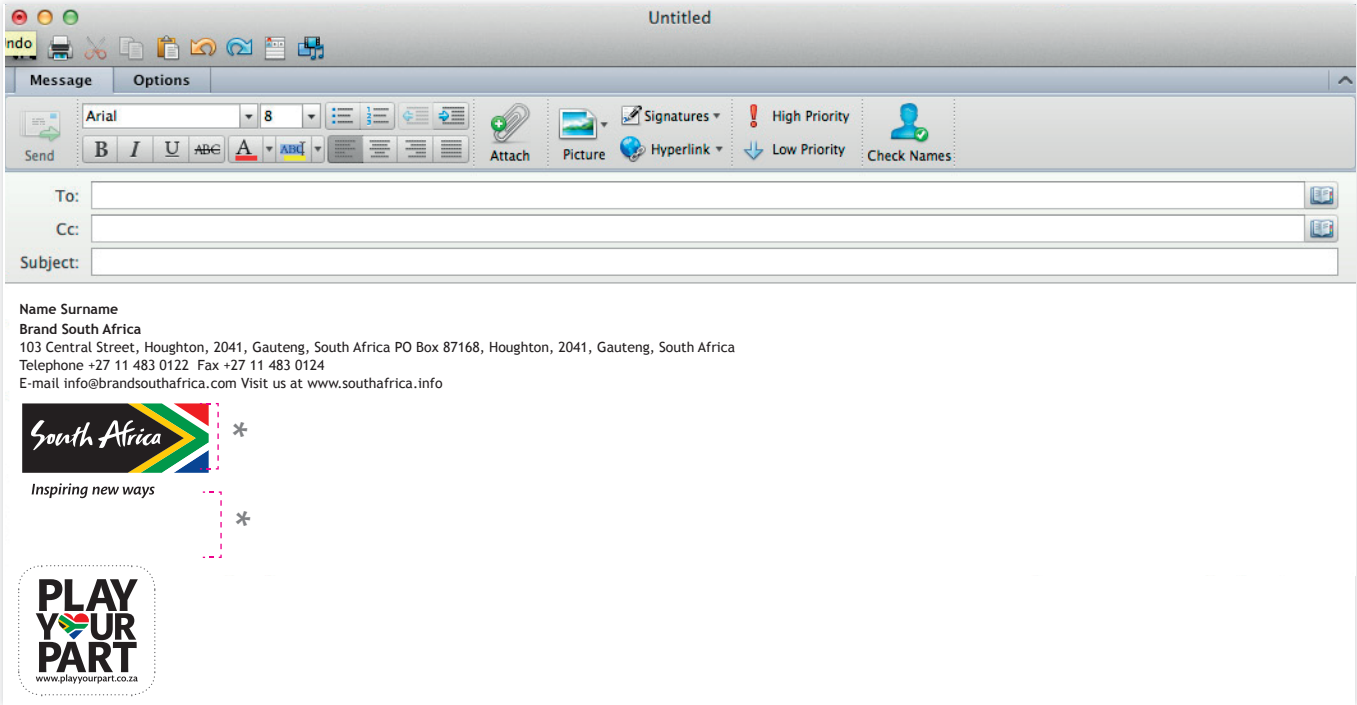 Untitled
ndo
Message Options
Arial 8 Signatures High Priority
Send B I U ABC A ABC Attach Picture Hyperlink Low Priority Check Names
To:
Cc:
Subject:
Name Surname
Brand South Africa
103 Central Street, Houghton, 2041, Gauteng, South Africa PO Box 87168, Houghton, 2041, Gauteng, South Africa
Telephone +27 11 483 0122 Fax +27 11 483 0124
E-mail info@brandsouthafrica.com Visit us at www.southafrica.info
South Africa *
Inspiring new ways
*
PLAY
YOUR
PART
www.playyourpart.co.za